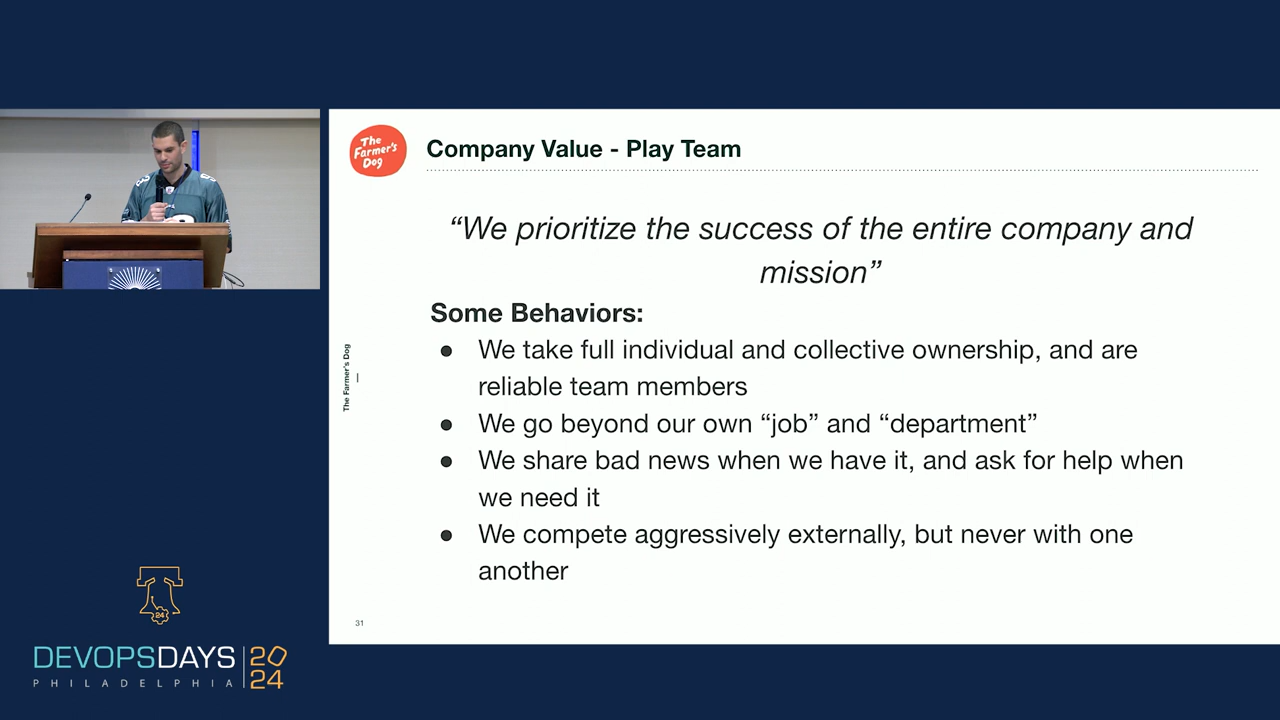 The
Farmer's
Dog
Company Value - Play Team
“We prioritize the success of the entire company and
mission”
Some Behaviors:
● We take full individual and collective ownership, and are
reliable team members
● We go beyond our own “job” and “department”
● We share bad news when we have it, and ask for help when
we need it
● We compete aggressively externally, but never with one
another
The Farmer's Dog —
31
24
DEVOPSDAYS 2024
PHILADELPHIA